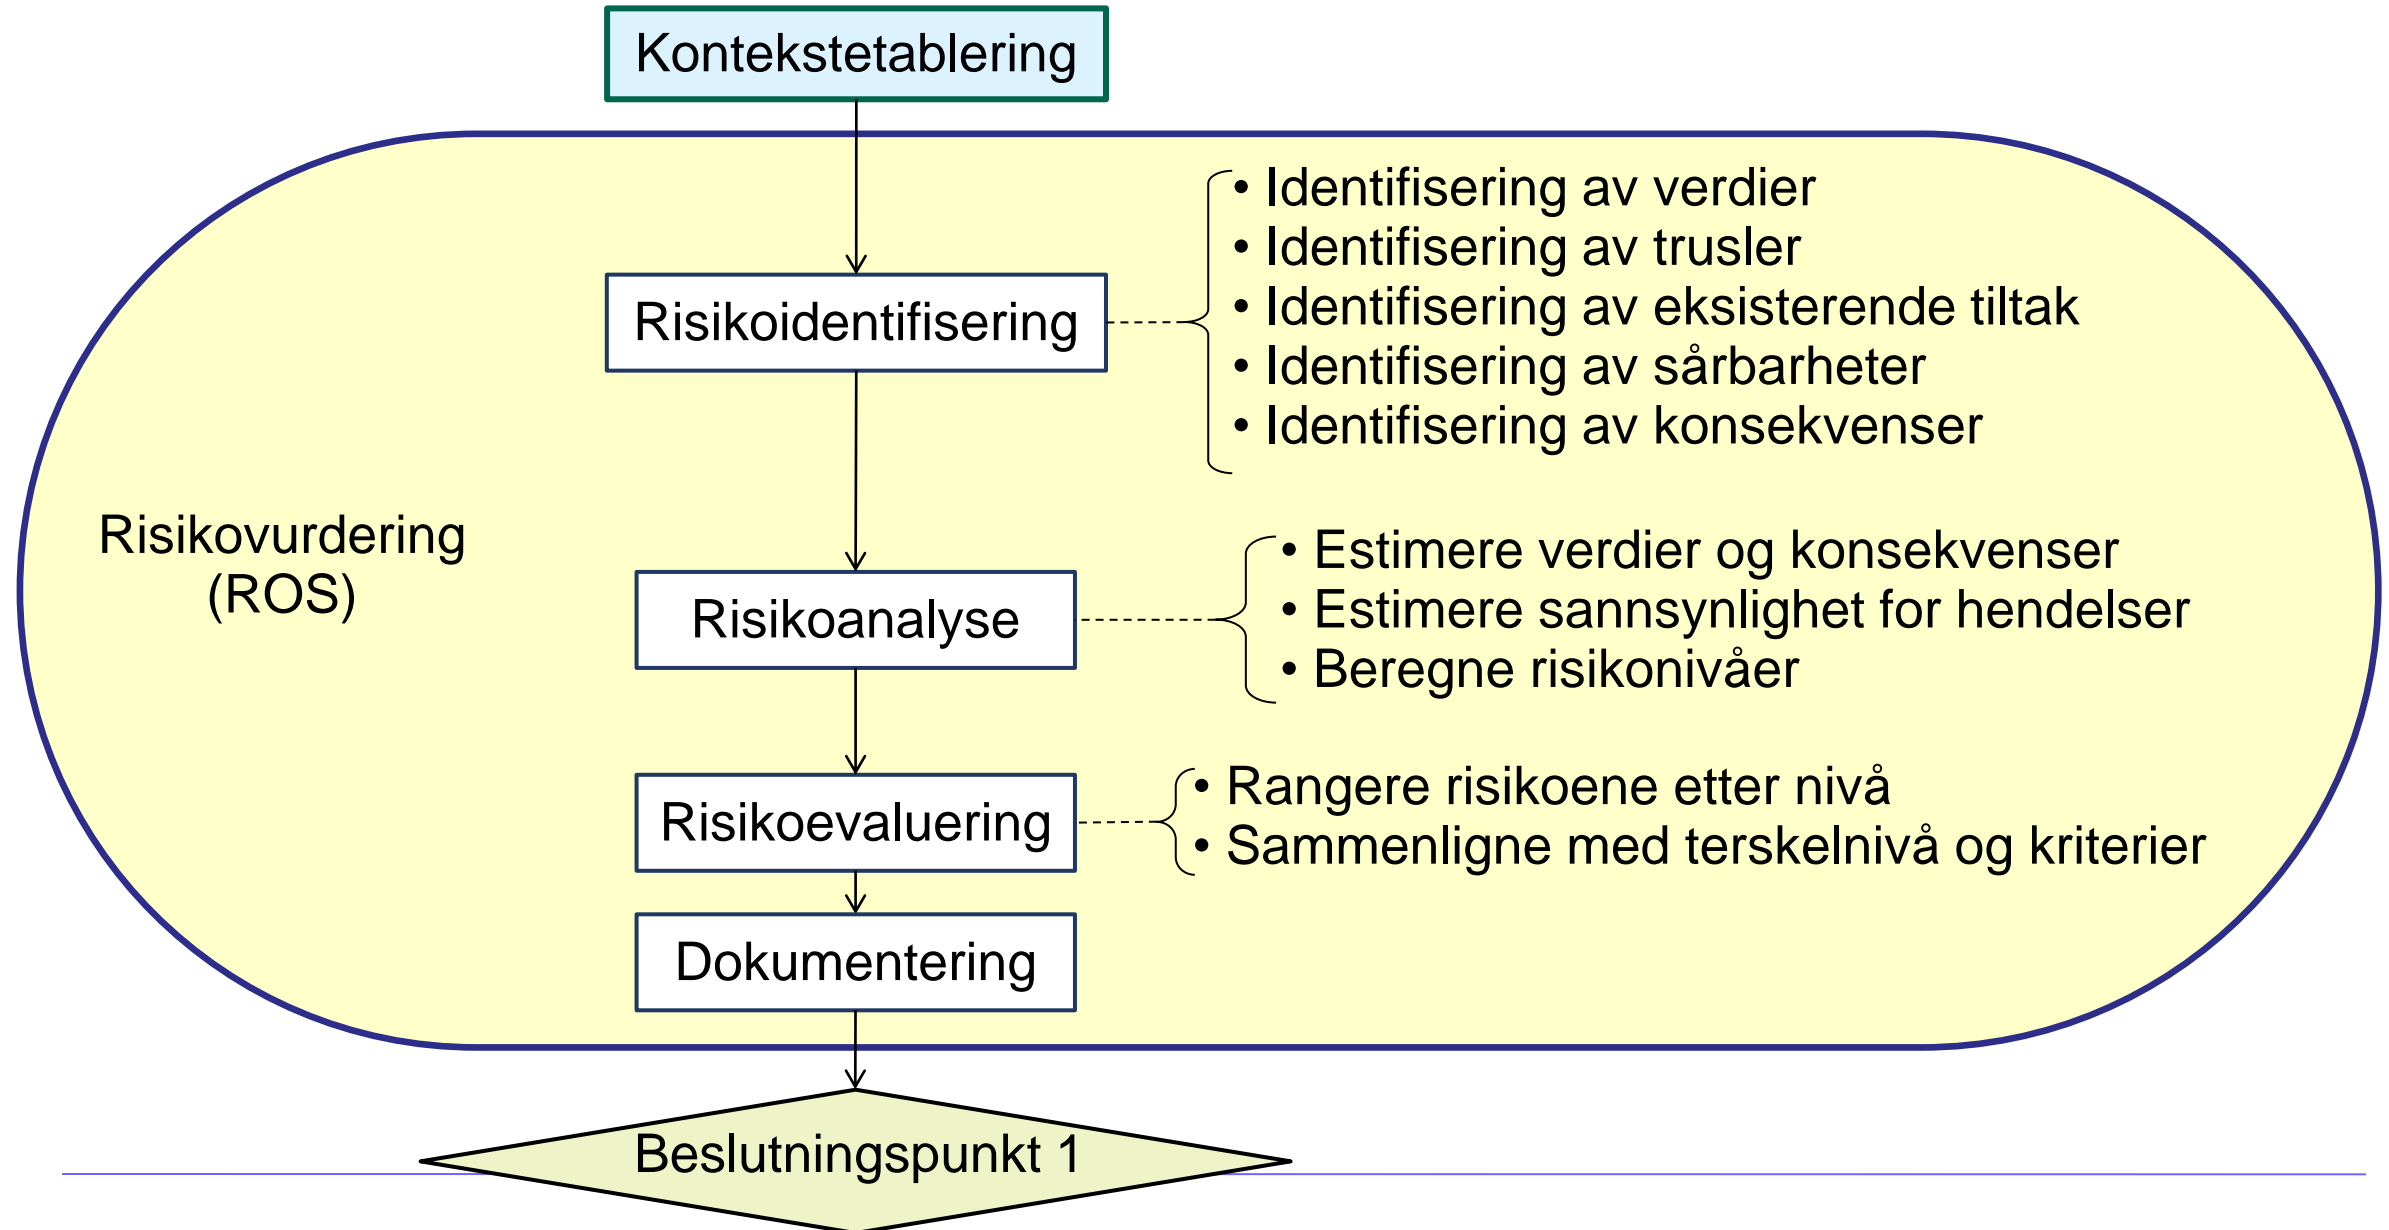 Kontekstetablering
• Identifisering av verdier
• Identifisering av trusler
Risikoidentifisering
• Identifisering av eksisterende tiltak
• Identifisering av sårbarheter
• Identifisering av konsekvenser
Risikovurdering
(ROS)
• Estimere verdier og konsekvenser
Risikoanalyse
• Estimere sannsynlighet for hendelser
• Beregne risikonivåer
Risikoevaluering
• Rangere risikoene etter nivå
• Sammenligne med terskelnivå og kriterier
Dokumentering
Beslutningspunkt 1